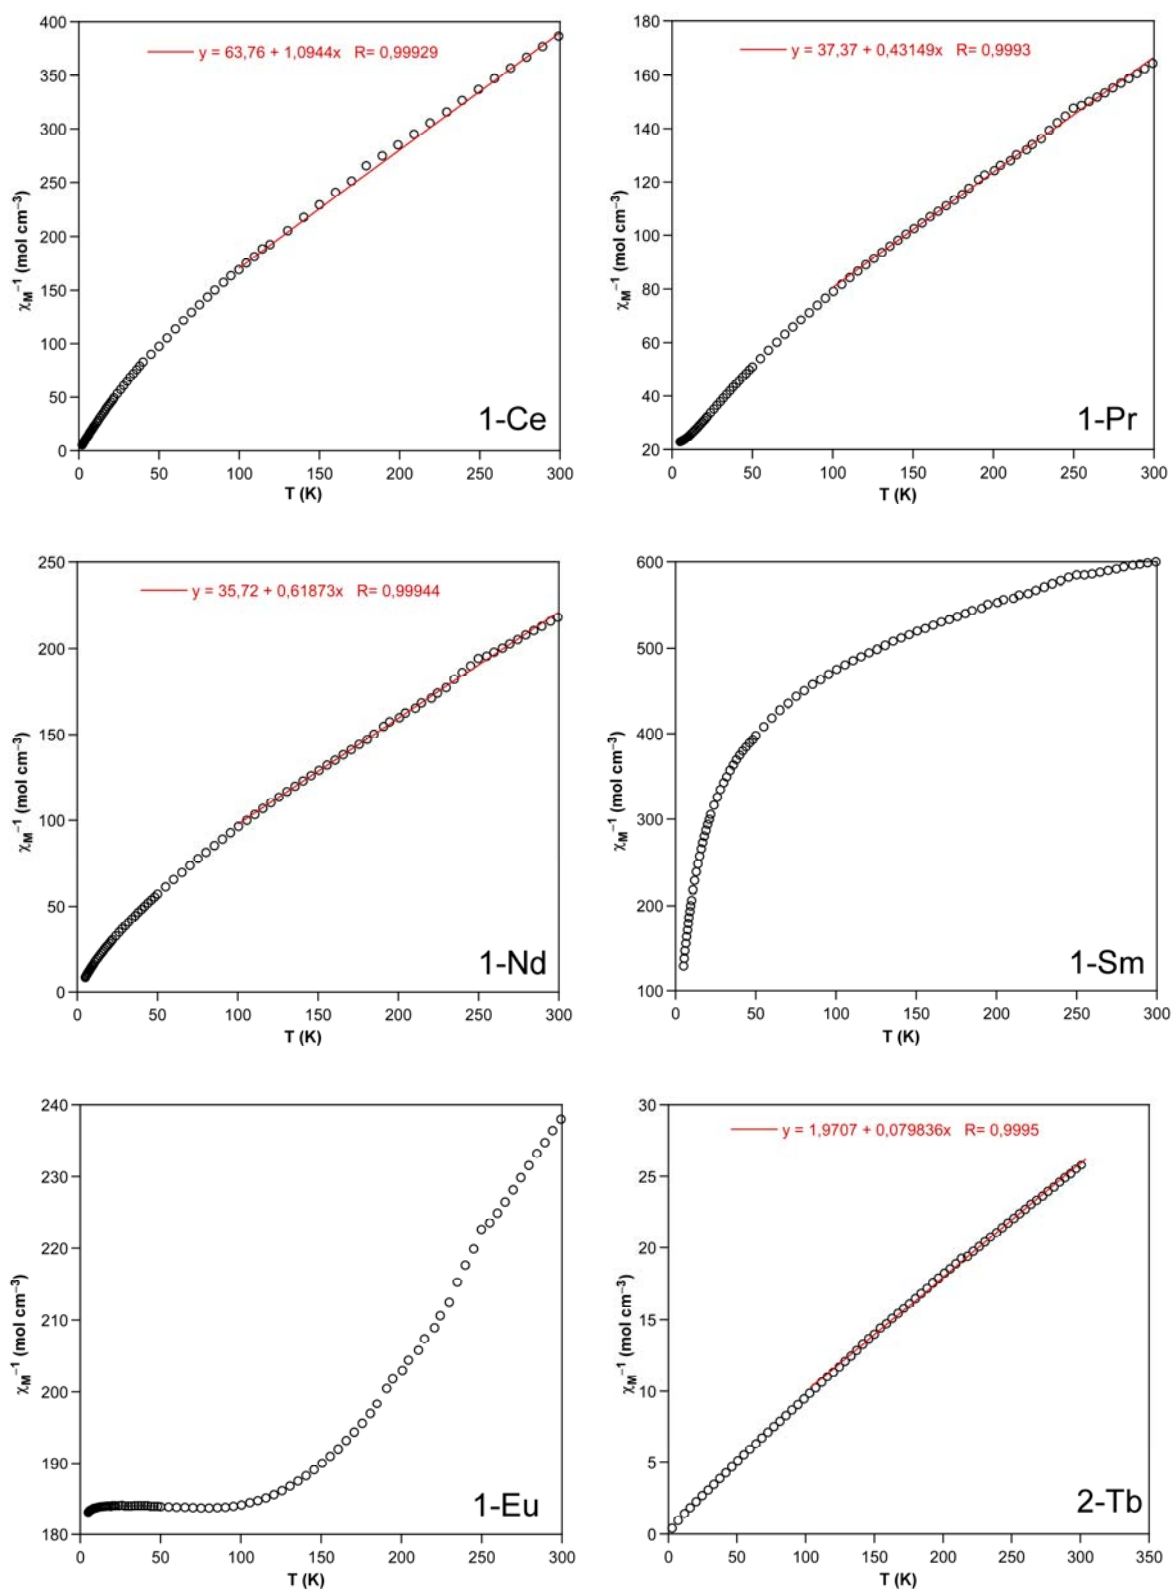 400
350
300
250
200
150
100
50
0
χM⁻¹ (mol cm⁻³)
y = 63,76 + 1,0944x R= 0,99929
1-Ce
0 50 100 150 200 250 300
T (K)
180
160
140
120
100
80
60
40
20
χM⁻¹ (mol cm⁻³)
y = 37,37 + 0,43149x R= 0,9993
1-Pr
0 50 100 150 200 250 300
T (K)
250
200
150
100
50
0
χM⁻¹ (mol cm⁻³)
y = 35,72 + 0,61873x R= 0,99944
1-Nd
0 50 100 150 200 250 300
T (K)
600
500
400
300
200
100
χM⁻¹ (mol cm⁻³)
1-Sm
0 50 100 150 200 250 300
T (K)
240
230
220
210
200
190
180
χM⁻¹ (mol cm⁻³)
1-Eu
0 50 100 150 200 250 300
T (K)
30
25
20
15
10
5
0
χM⁻¹ (mol cm⁻³)
y = 1,9707 + 0,079836x R= 0,9995
2-Tb
0 50 100 150 200 250 300 350
T (K)